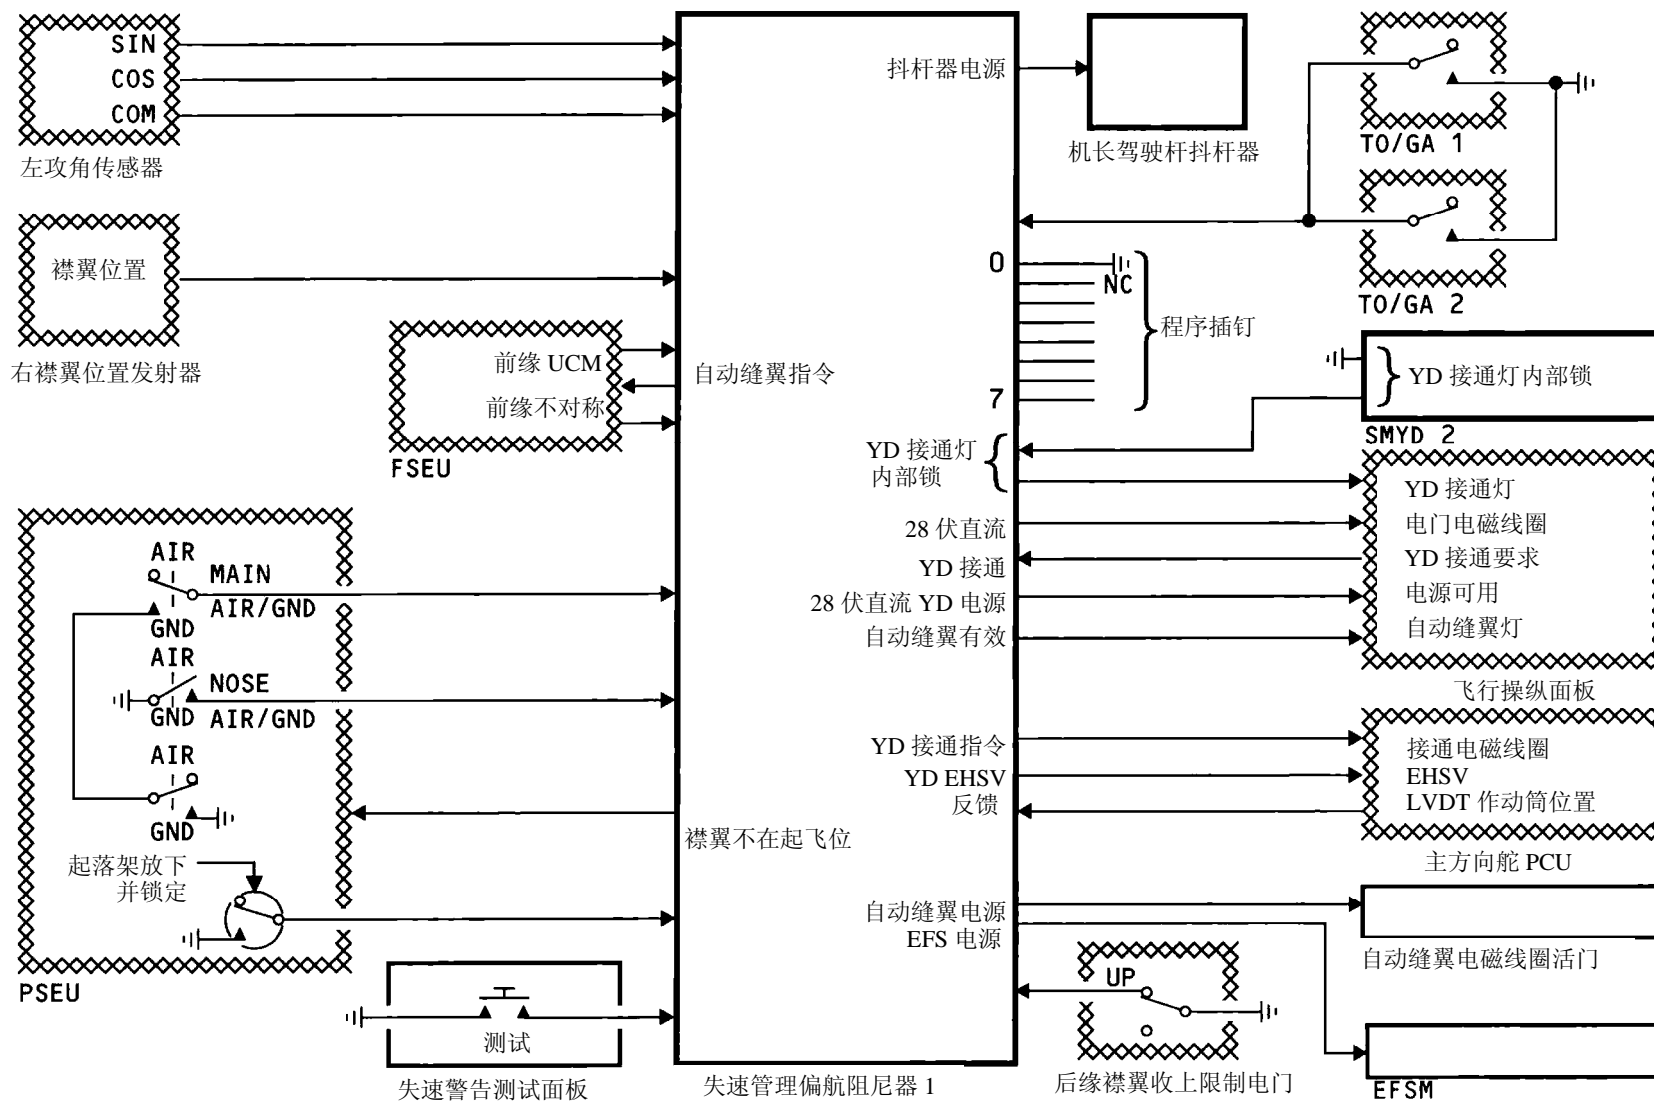 SIN
COS
COM
左攻角传感器
襟翼位置
右襟翼位置发射器
前缘 UCM
前缘不对称
FSEU
AIR
MAIN
AIR/GND
GND
AIR
NOSE
GND AIR/GND
AIR
GND
起落架放下
并锁定
PSEU
测试
失速警告测试面板
自动缝翼指令
襟翼不在起飞位
抖杆器电源
0
7
YD 接通灯
内部锁
28 伏直流
YD 接通
28 伏直流 YD 电源
自动缝翼有效
YD 接通指令
YD EHSV
反馈
自动缝翼电源
EFS 电源
失速管理偏航阻尼器 1
机长驾驶杆抖杆器
NC
程序插钉
TO/GA 1
TO/GA 2
YD 接通灯内部锁
SMYD 2
YD 接通灯
电门电磁线圈
YD 接通要求
电源可用
自动缝翼灯
飞行操纵面板
接通电磁线圈
EHSV
LVDT 作动筒位置
主方向舵 PCU
自动缝翼电磁线圈活门
UP
后缘襟翼收上限制电门
EFSM